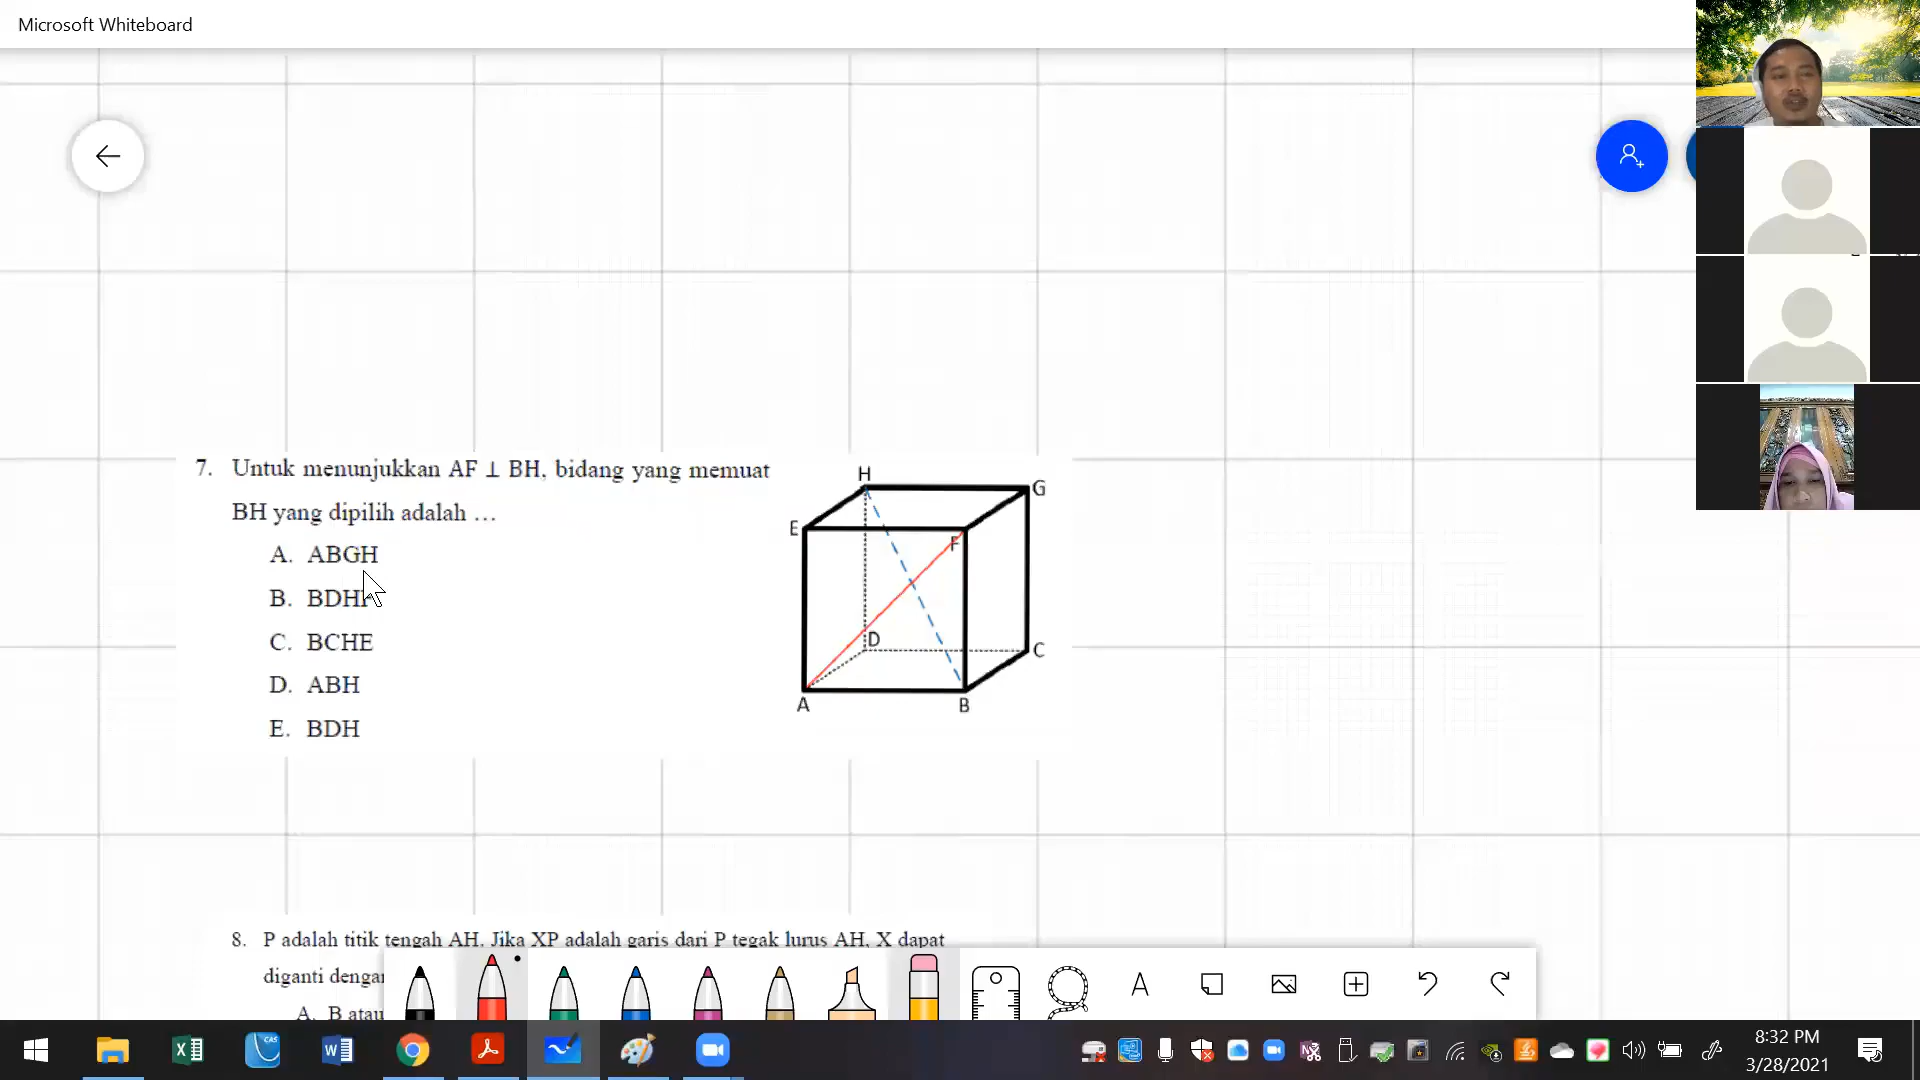 Microsoft Whiteboard
7. Untuk menunjukkan AF ⊥ BH, bidang yang memuat
BH yang dipilih adalah …
A. ABGH
B. BDHF
C. BCHE
D. ABH
E. BDH
H
G
E
F
D
C
A
B
8. P adalah titik tengah AH. Jika XP adalah garis dari P tegak lurus AH, X dapat
diganti dengan
A. B atau
A
CAS
8:32 PM
3/28/2021